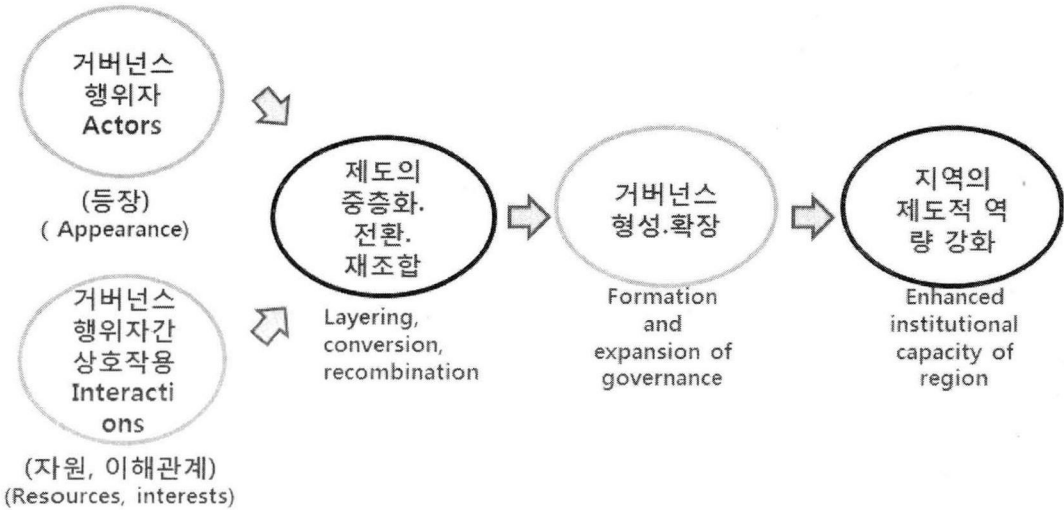 거버넌스
행위자
Actors
(등장)
( Appearance)
거버넌스
행위자간
상호작용
Interacti
ons
(자원, 이해관계)
(Resources, interests)
제도의
중층화.
전환.
재조합
Layering,
conversion,
recombination
거버넌스
형성.확장
Formation
and
expansion of
governance
지역의
제도적 역
량 강화
Enhanced
institutional
capacity of
region